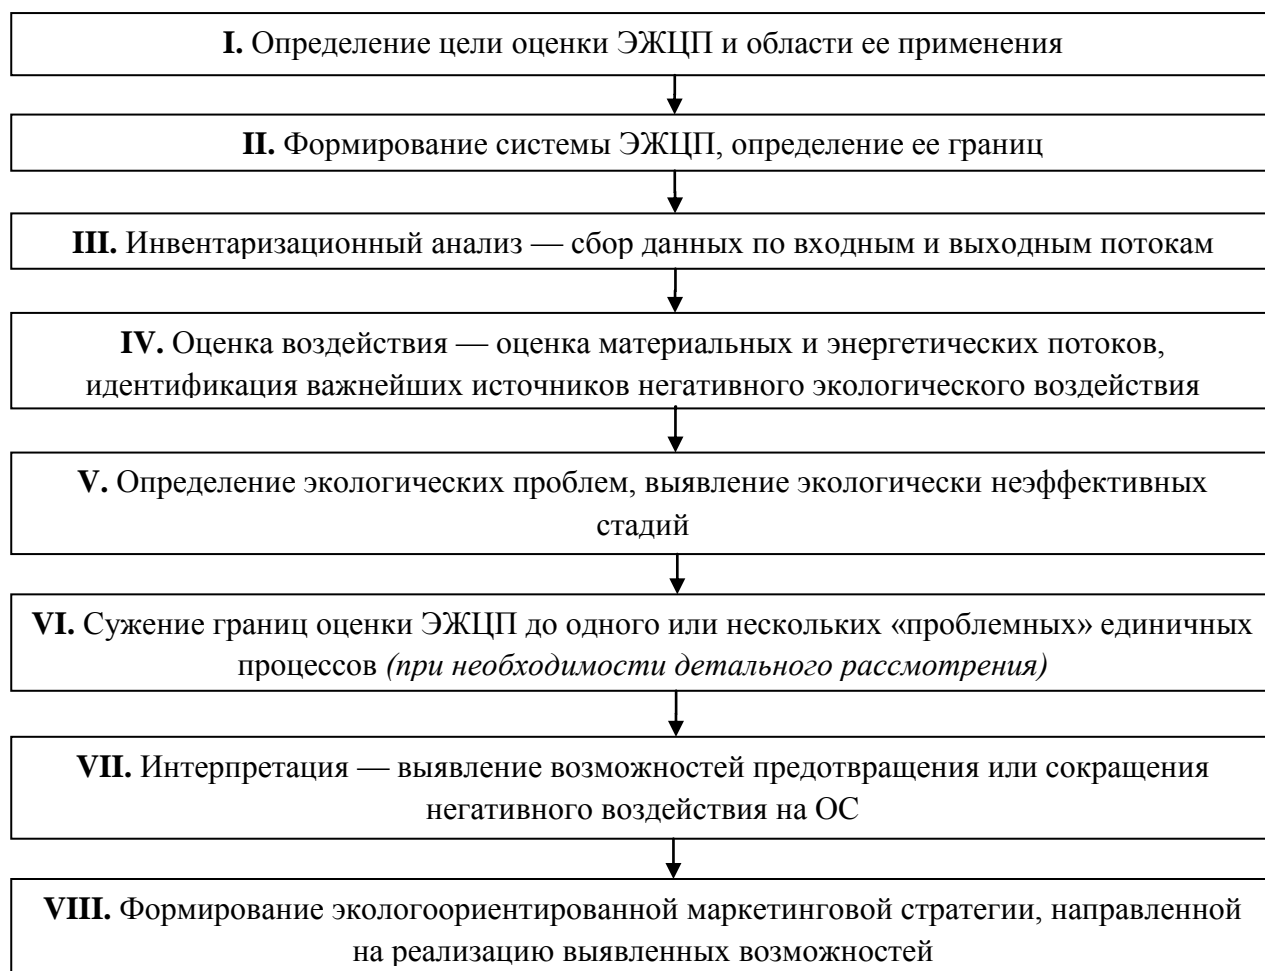 I. Определение цели оценки ЭЖЦП и области ее применения
II. Формирование системы ЭЖЦП, определение ее границ
III. Инвентаризационный анализ — сбор данных по входным и выходным потокам
IV. Оценка воздействия — оценка материальных и энергетических потоков,
идентификация важнейших источников негативного экологического воздействия
V. Определение экологических проблем, выявление экологически неэффективных
стадий
VI. Сужение границ оценки ЭЖЦП до одного или нескольких «проблемных» единичных
процессов (при необходимости детального рассмотрения)
VII. Интерпретация — выявление возможностей предотвращения или сокращения
негативного воздействия на ОС
VIII. Формирование экологоориентированной маркетинговой стратегии, направленной
на реализацию выявленных возможностей